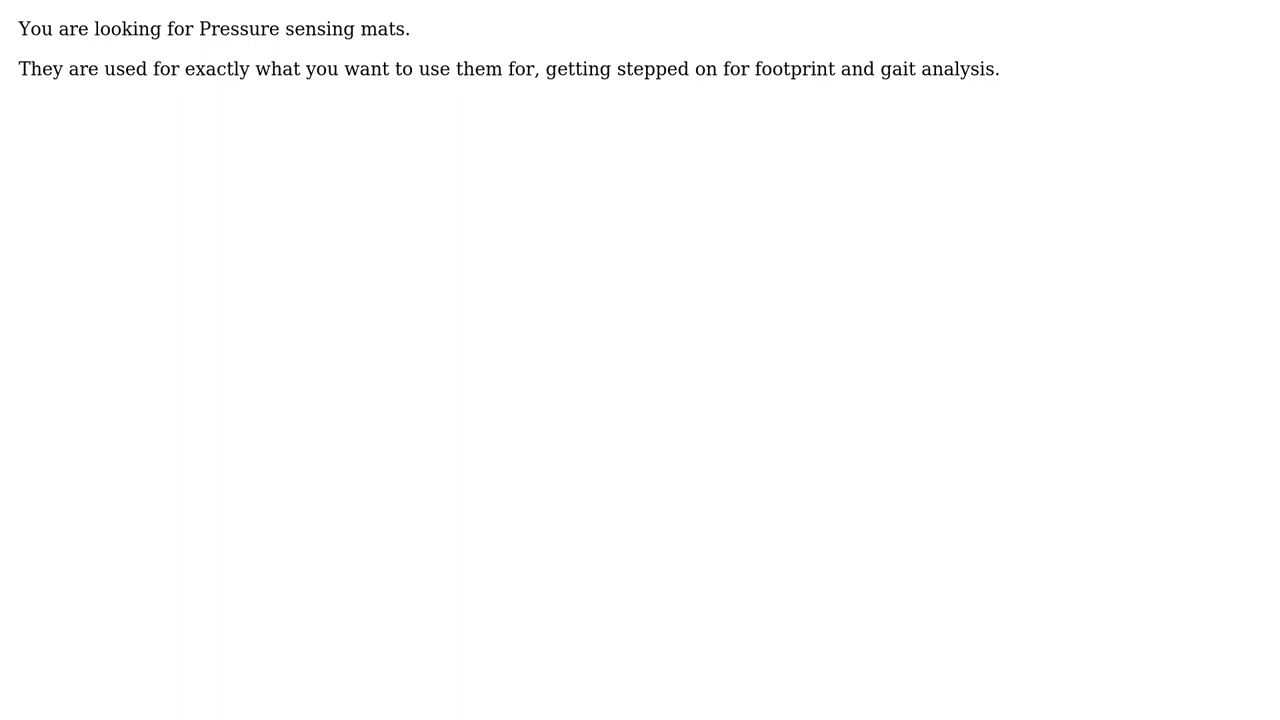 You are looking for Pressure sensing mats.
They are used for exactly what you want to use them for, getting stepped on for footprint and gait analysis.